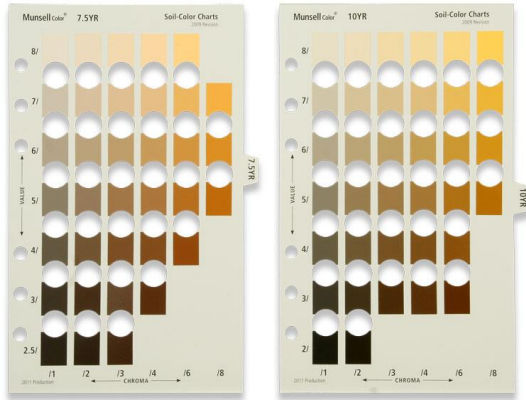 Munsell Color® 7.5YR Soil-Color Charts
2009 Revision
8/
7/
6/
5/
4/
3/
2.5/
VALUE
7.5YR
/1 /2 /3 /4 /6 /8
CHROMA
2011 Production
Munsell Color® 10YR Soil-Color Charts
2009 Revision
8/
7/
6/
5/
4/
3/
2/
VALUE
10YR
/1 /2 /3 /4 /6 /8
CHROMA
2011 Production